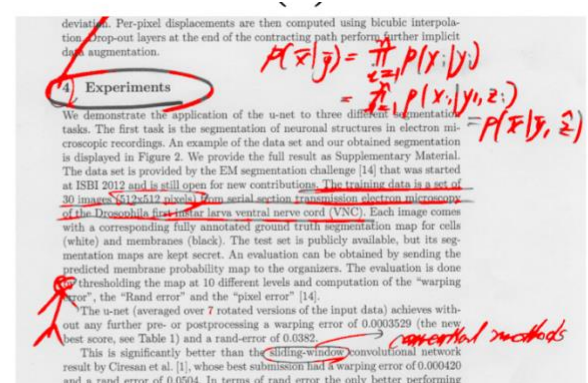 deviation. Per-pixel displacements are then computed using bicubic interpola-
tion. Drop-out layers at the end of the contracting path perform further implicit
data augmentation.
p(x̄|ȳ) = ∏ i=1 p(x_i|y_i)
= ∏ i=1 p(x_i|y_i, z_i)
= p(x̄|ȳ, ẑ)
4 Experiments
We demonstrate the application of the u-net to three different segmentation
tasks. The first task is the segmentation of neuronal structures in electron mi-
croscopic recordings. An example of the data set and our obtained segmentation
is displayed in Figure 2. We provide the full result as Supplementary Material.
The data set is provided by the EM segmentation challenge [14] that was started
at ISBI 2012 and is still open for new contributions. The training data is a set of
30 images (512x512 pixels) from serial section transmission electron microscopy
of the Drosophila first instar larva ventral nerve cord (VNC). Each image comes
with a corresponding fully annotated ground truth segmentation map for cells
(white) and membranes (black). The test set is publicly available, but its seg-
mentation maps are kept secret. An evaluation can be obtained by sending the
predicted membrane probability map to the organizers. The evaluation is done
by thresholding the map at 10 different levels and computation of the “warping
error”, the “Rand error” and the “pixel error” [14].
The u-net (averaged over 7 rotated versions of the input data) achieves with-
out any further pre- or postprocessing a warping error of 0.0003529 (the new
best score, see Table 1) and a rand-error of 0.0382.
methods
This is significantly better than the sliding-window convolutional network
result by Ciresan et al. [1], whose best submission had a warping error of 0.000420
and a rand error of 0.0504. In terms of rand error the only better performing